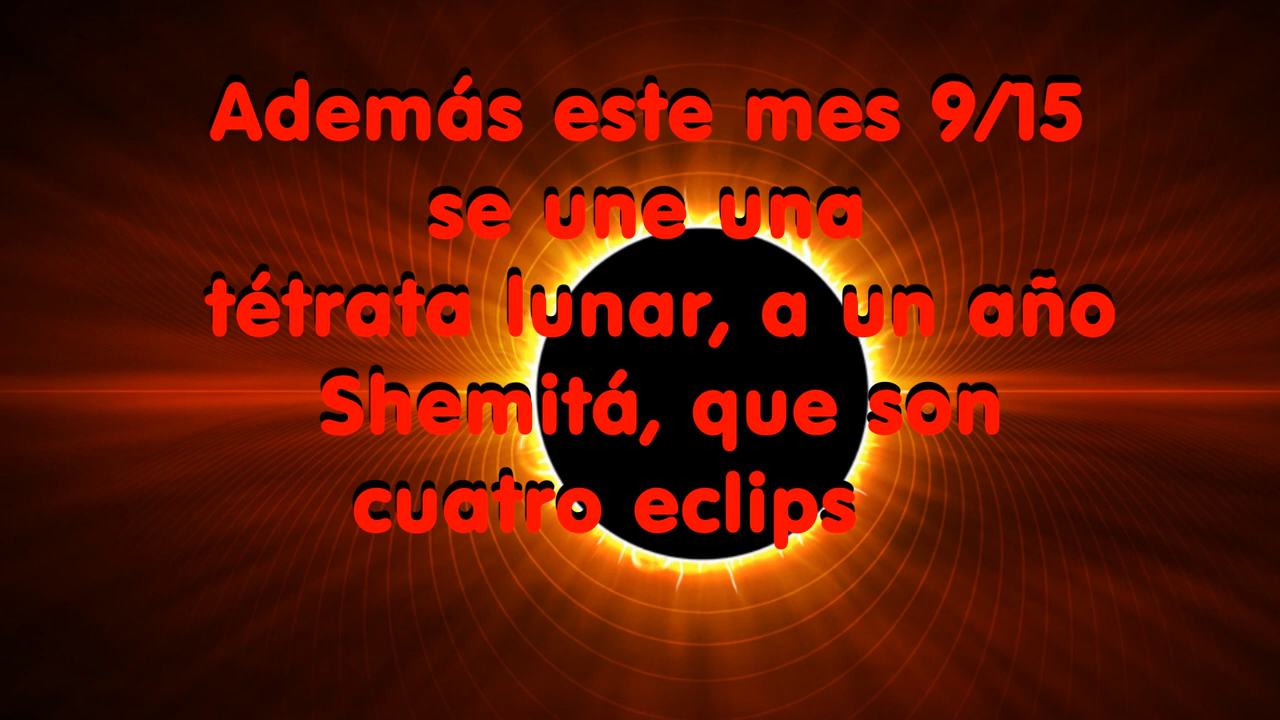 Además este mes 9/15
se une una
tétrata lunar, a un año
Shemitá, que son
cuatro eclips